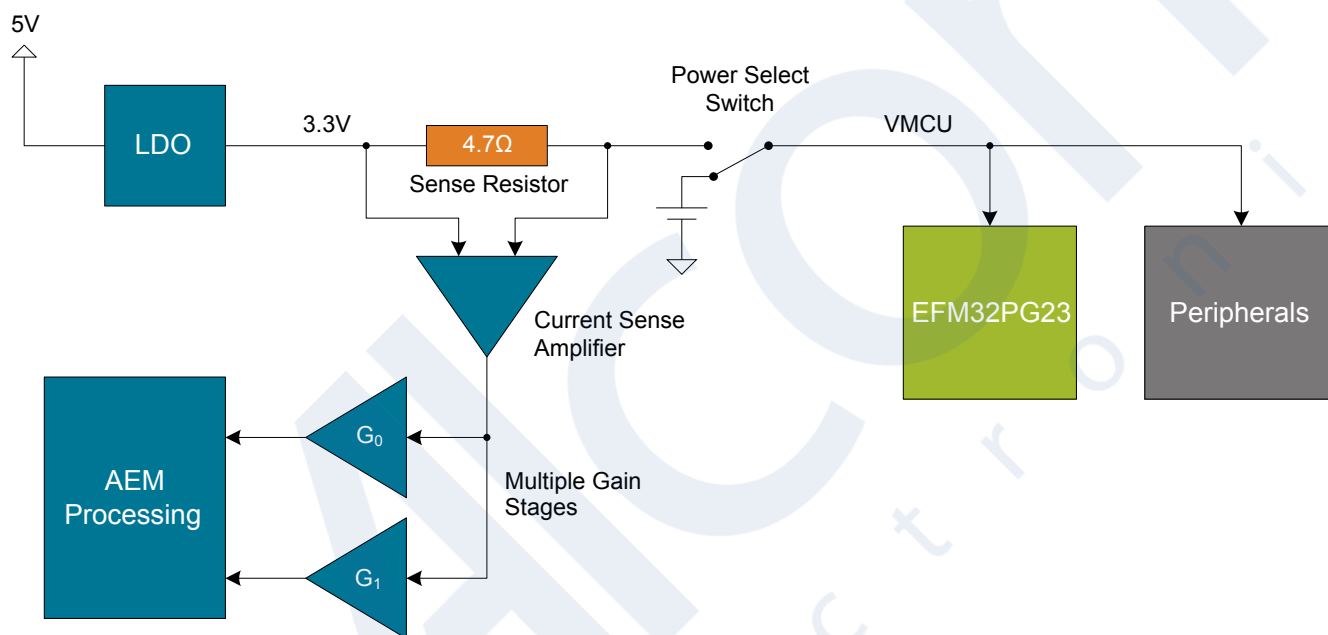 5V
LDO
3.3V
4.7Ω
Sense Resistor
Power Select
Switch
VMCU
EFM32PG23
Peripherals
Current Sense
Amplifier
G₀
Multiple Gain
Stages
AEM
Processing
G₁